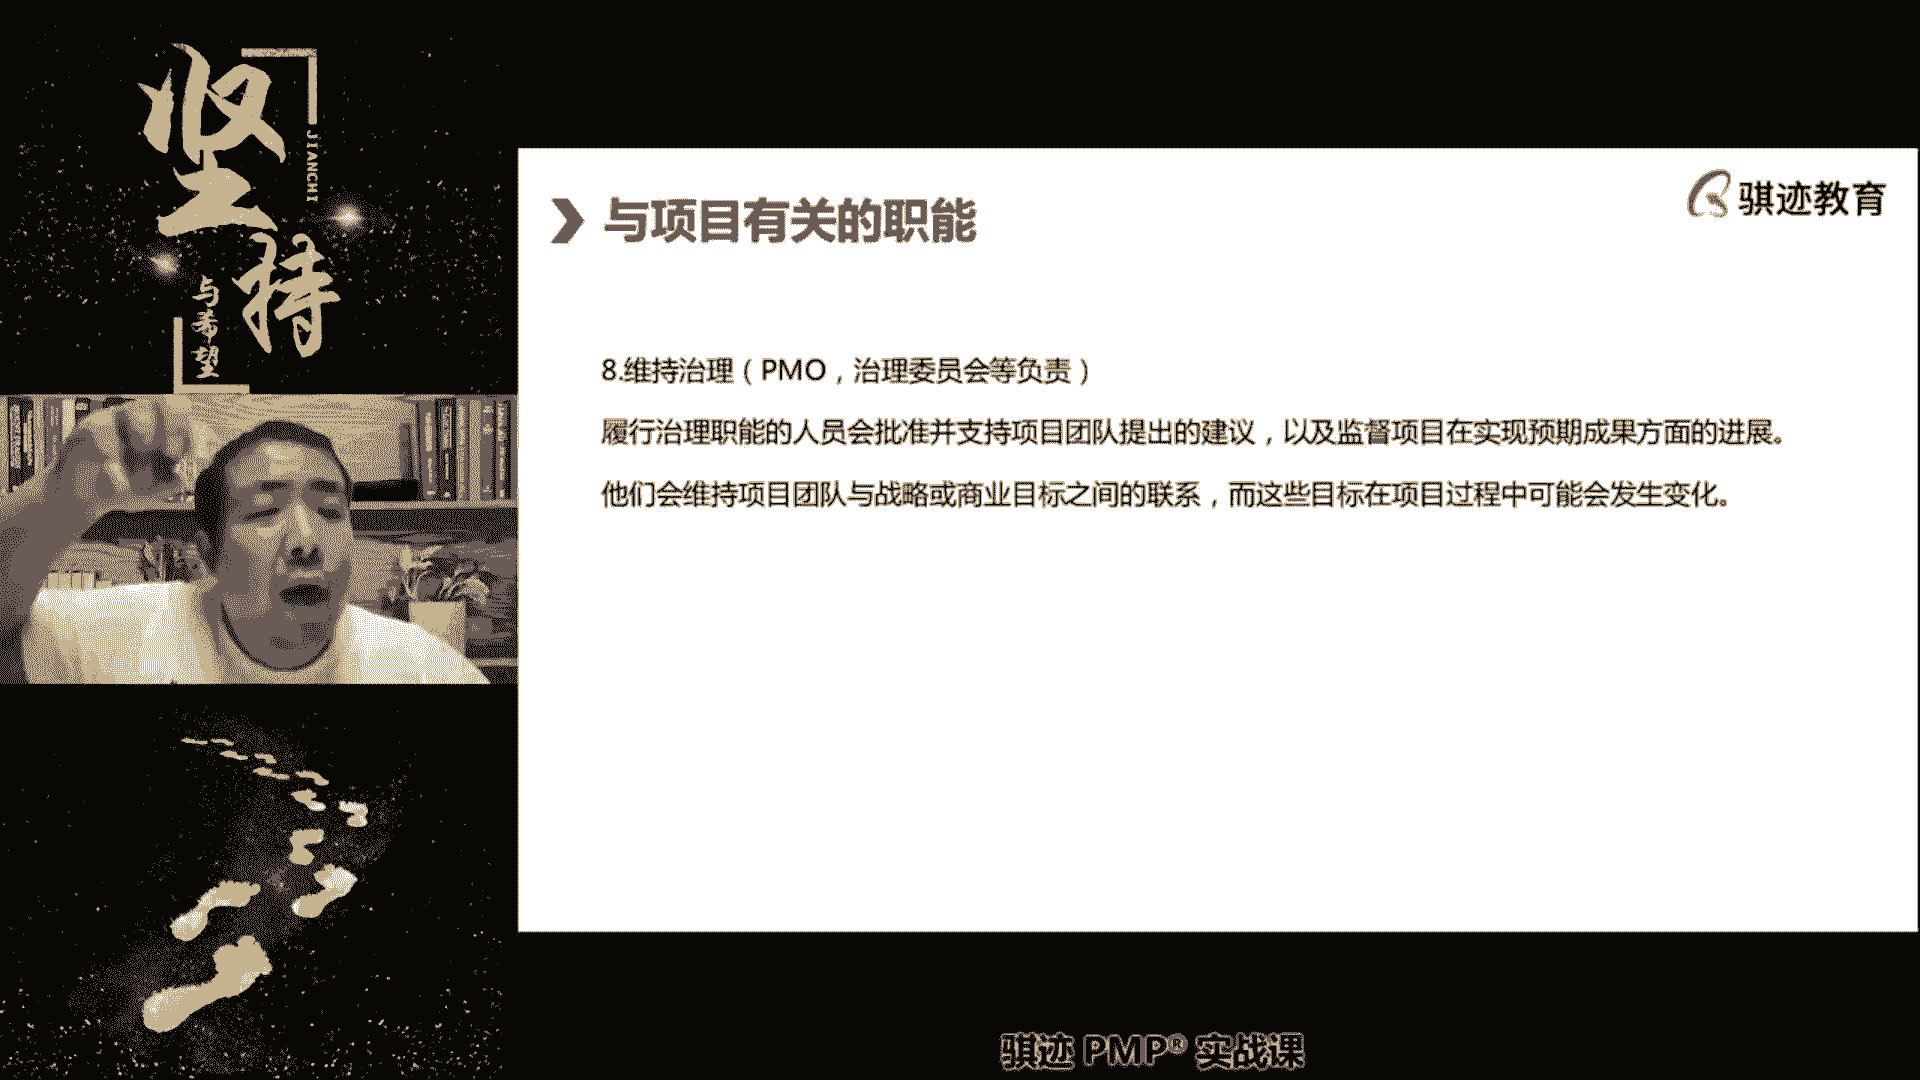 坚持
JIANCHI
与希望
骐迹教育
与项目有关的职能
8.维持治理（PMO，治理委员会等负责）
履行治理职能的人员会批准并支持项目团队提出的建议，以及监督项目在实现预期成果方面的进展。
他们会维持项目团队与战略或商业目标之间的联系，而这些目标在项目过程中可能会发生变化。
骐迹 PMP® 实战课